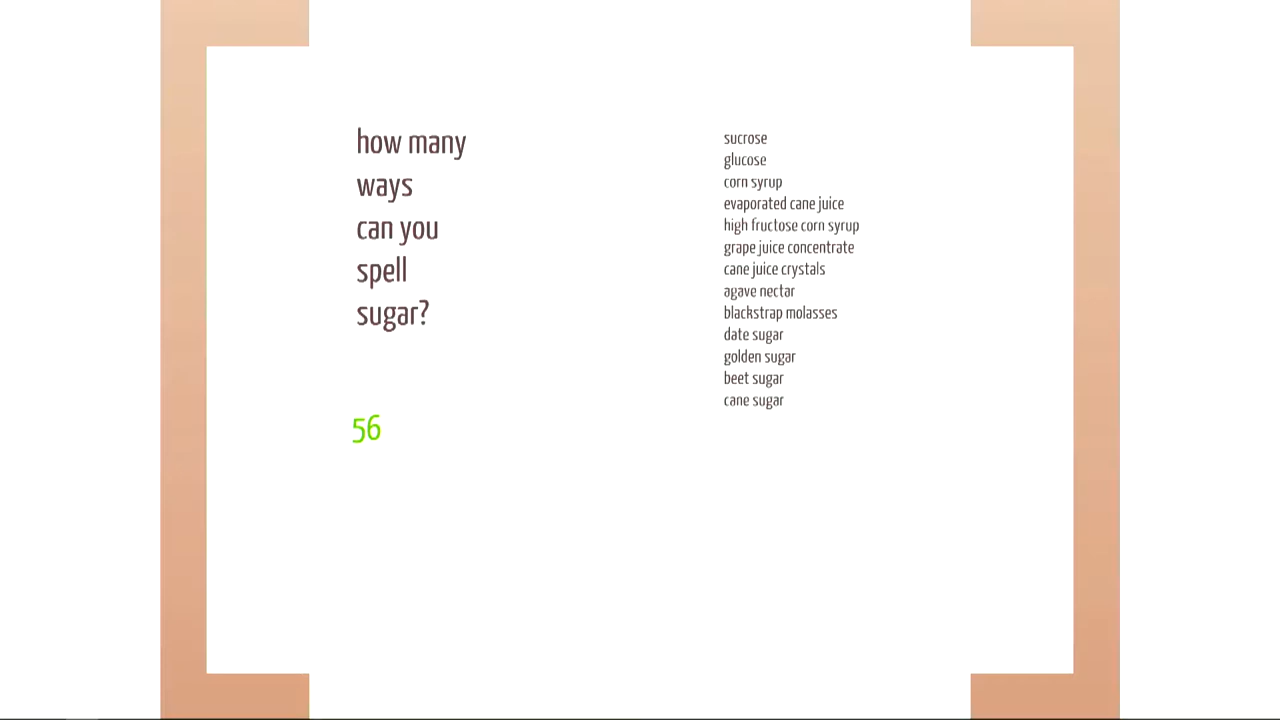 how many
ways
can you
spell
sugar?
56
sucrose
glucose
corn syrup
evaporated cane juice
high fructose corn syrup
grape juice concentrate
cane juice crystals
agave nectar
blackstrap molasses
date sugar
golden sugar
beet sugar
cane sugar